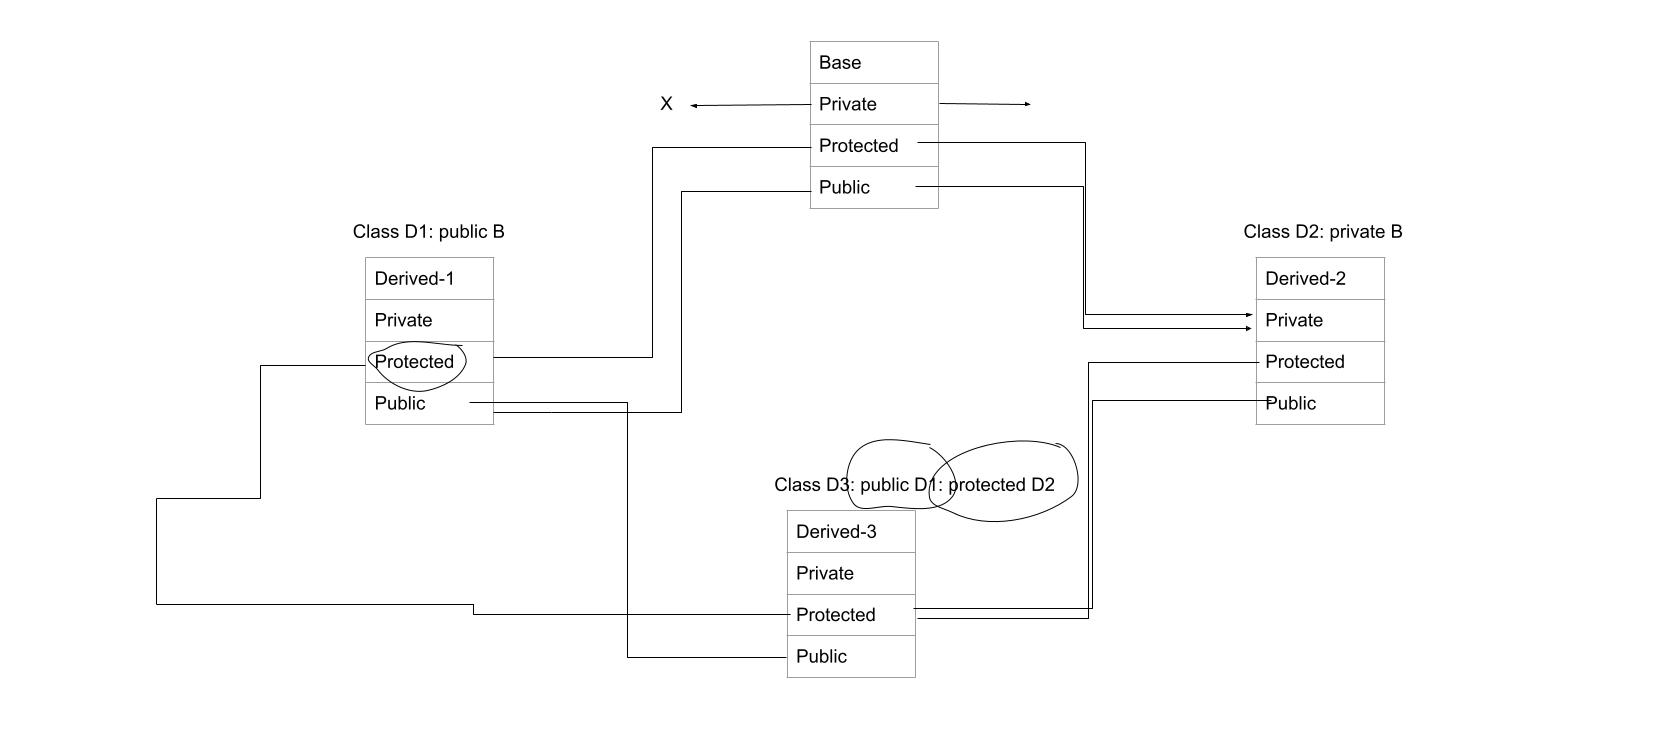 Base
X
Private
Protected
Public
Class D1: public B
Derived-1
Private
Protected
Public
Class D2: private B
Derived-2
Private
Protected
Public
Class D3: public D1: protected D2
Derived-3
Private
Protected
Public